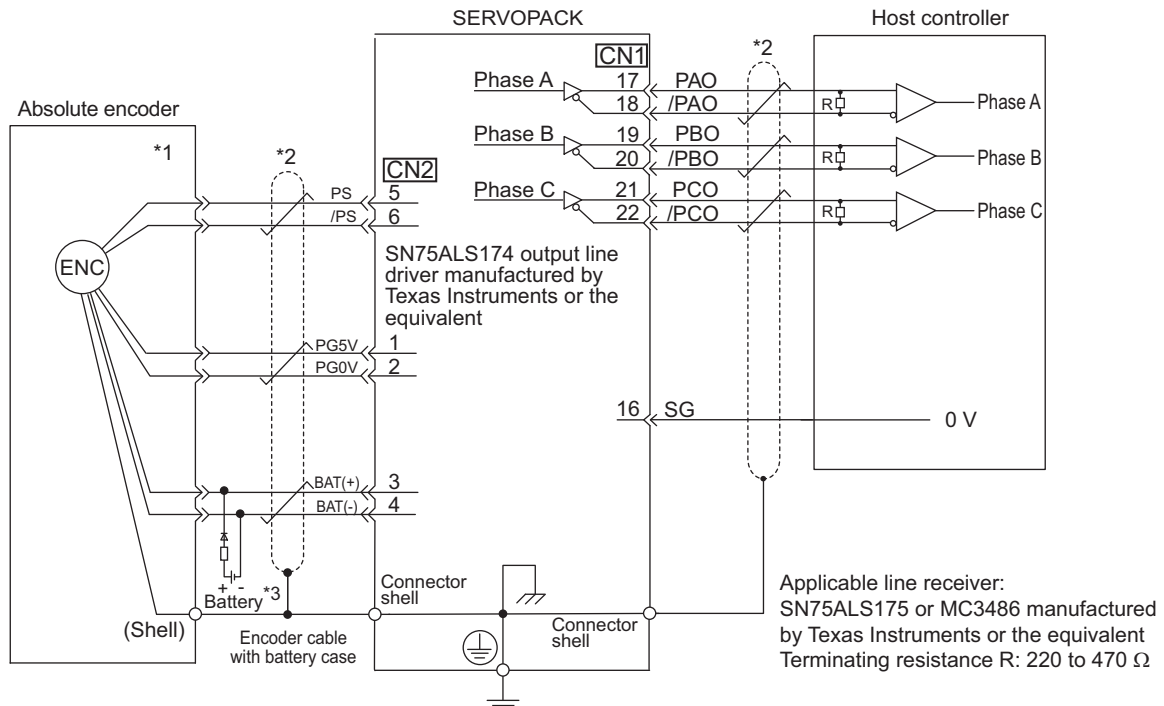 SERVOPACK
Host controller
CN1
*2
Phase A
17
PAO
18
/PAO
R
Phase A
Phase B
19
PBO
20
/PBO
R
Phase B
Phase C
21
PCO
22
/PCO
R
Phase C
Absolute encoder
*1
*2
CN2
PS
5
/PS
6
ENC
SN75ALS174 output line
driver manufactured by
Texas Instruments or the
equivalent
PG5V
1
PG0V
2
16
SG
0 V
BAT(+)
3
BAT(-)
4
+ -
Battery
*3
(Shell)
Encoder cable
with battery case
Connector
shell
Connector
shell
Applicable line receiver:
SN75ALS175 or MC3486 manufactured
by Texas Instruments or the equivalent
Terminating resistance R: 220 to 470 Ω